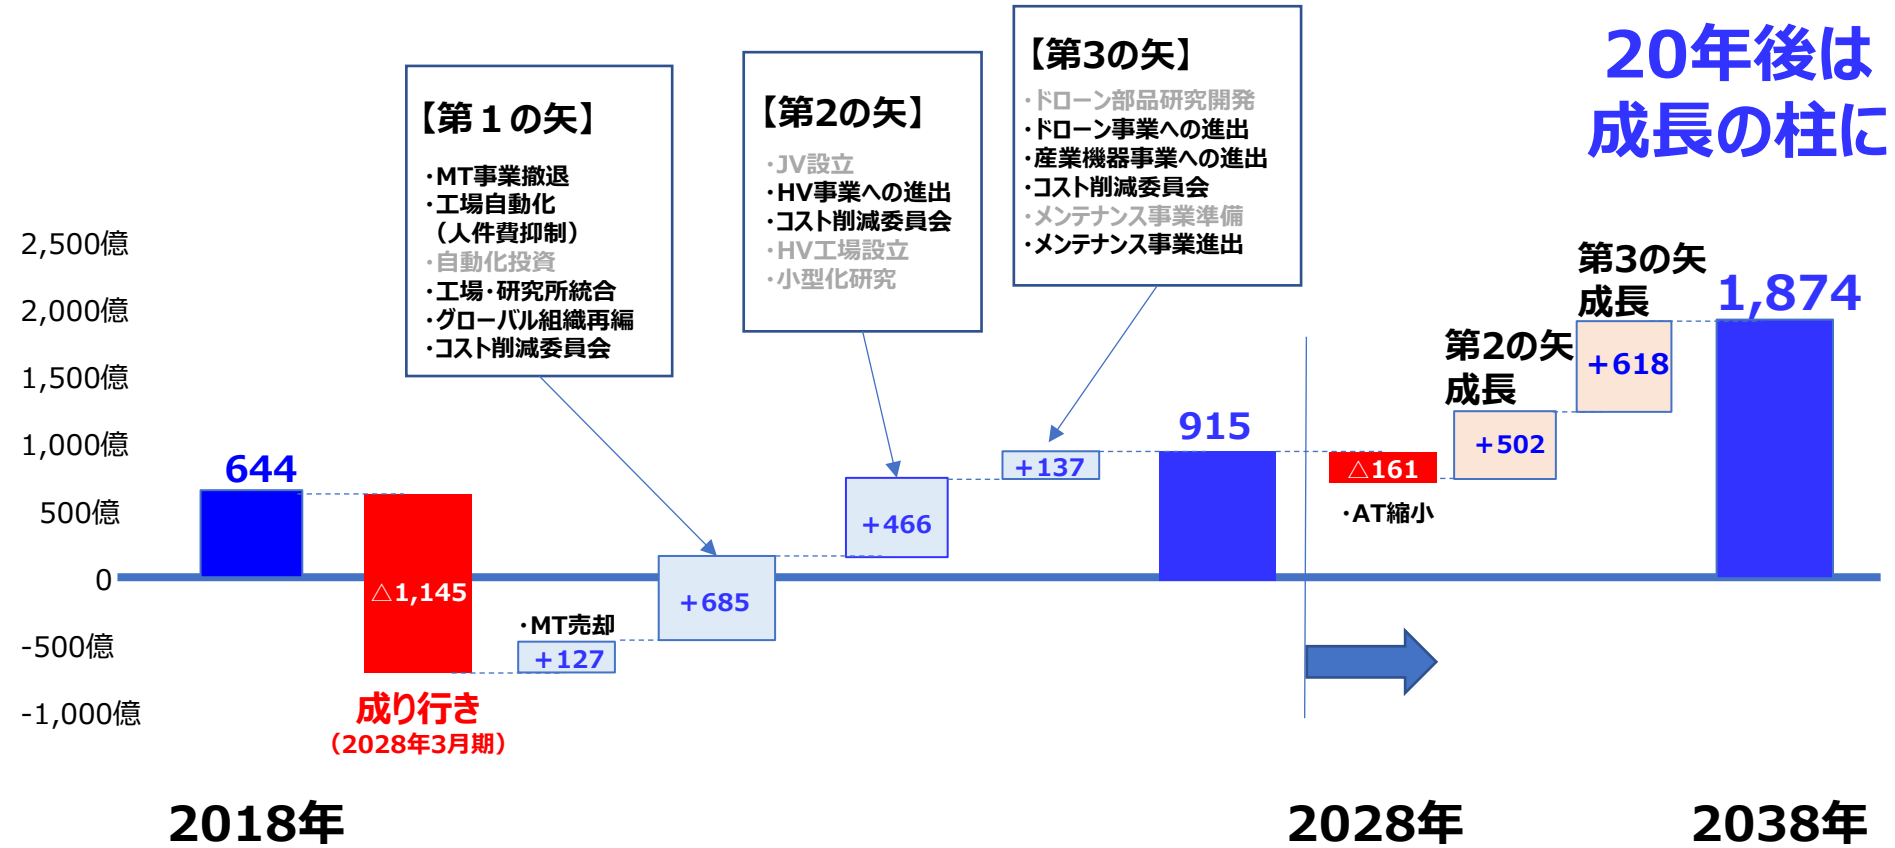 20年後は
成長の柱に
【第1の矢】
・MT事業撤退
・工場自動化
（人件費抑制）
・自動化投資
・工場・研究所統合
・グローバル組織再編
・コスト削減委員会
【第2の矢】
・JV設立
・HV事業への進出
・コスト削減委員会
・HV工場設立
・小型化研究
【第3の矢】
・ドローン部品研究開発
・ドローン事業への進出
・産業機器事業への進出
・コスト削減委員会
・メンテナンス事業準備
・メンテナンス事業進出
2,500億
2,000億
1,500億
1,000億
500億
0
-500億
-1,000億
644
△1,145
成り行き
（2028年3月期）
・MT売却
+127
+685
+466
+137
915
△161
・AT縮小
第2の矢
成長
+502
第3の矢
成長
+618
1,874
2018年
2028年
2038年